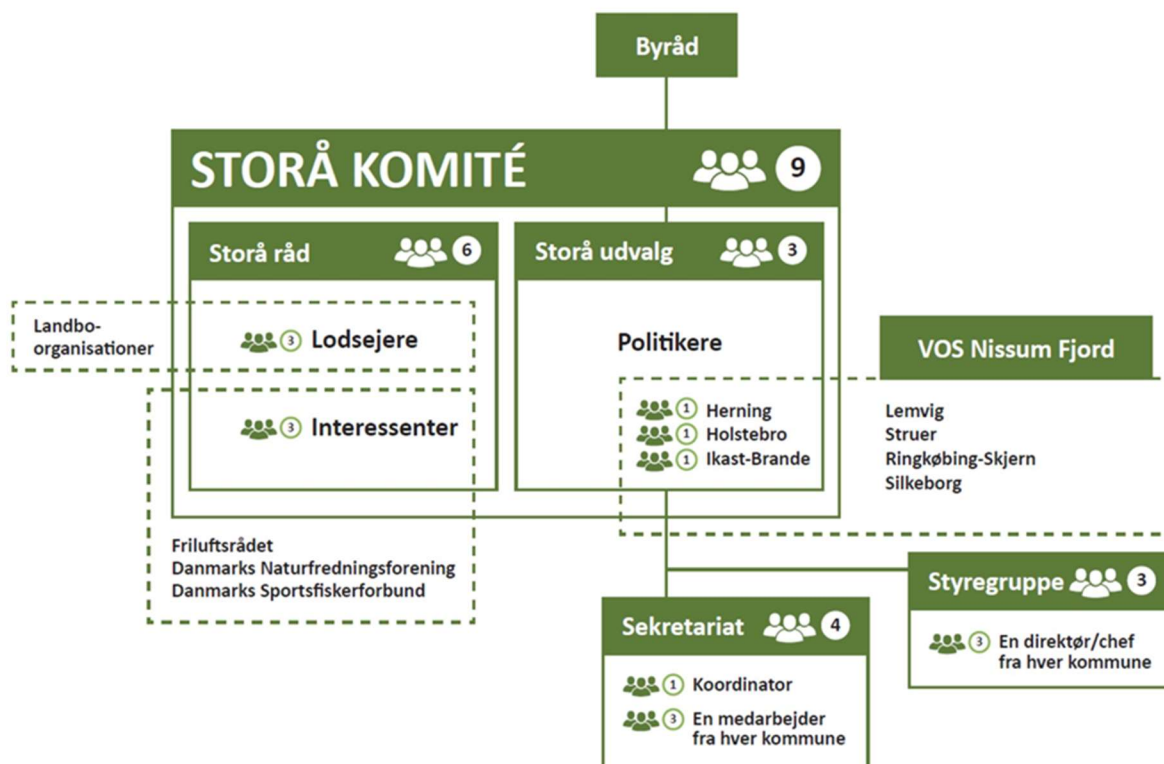 Byråd
STORÅ KOMITÉ 9
Storå råd 6
Storå udvalg 3
Landbo-
organisationer
3 Lodsejere
3 Interessenter
Politikere
1 Herning
1 Holstebro
1 Ikast-Brande
VOS Nissum Fjord
Lemvig
Struer
Ringkøbing-Skjern
Silkeborg
Friluftsrådet
Danmarks Naturfredningsforening
Danmarks Sportsfiskerforbund
Sekretariat 4
1 Koordinator
3 En medarbejder
fra hver kommune
Styregruppe 3
3 En direktør/chef
fra hver kommune